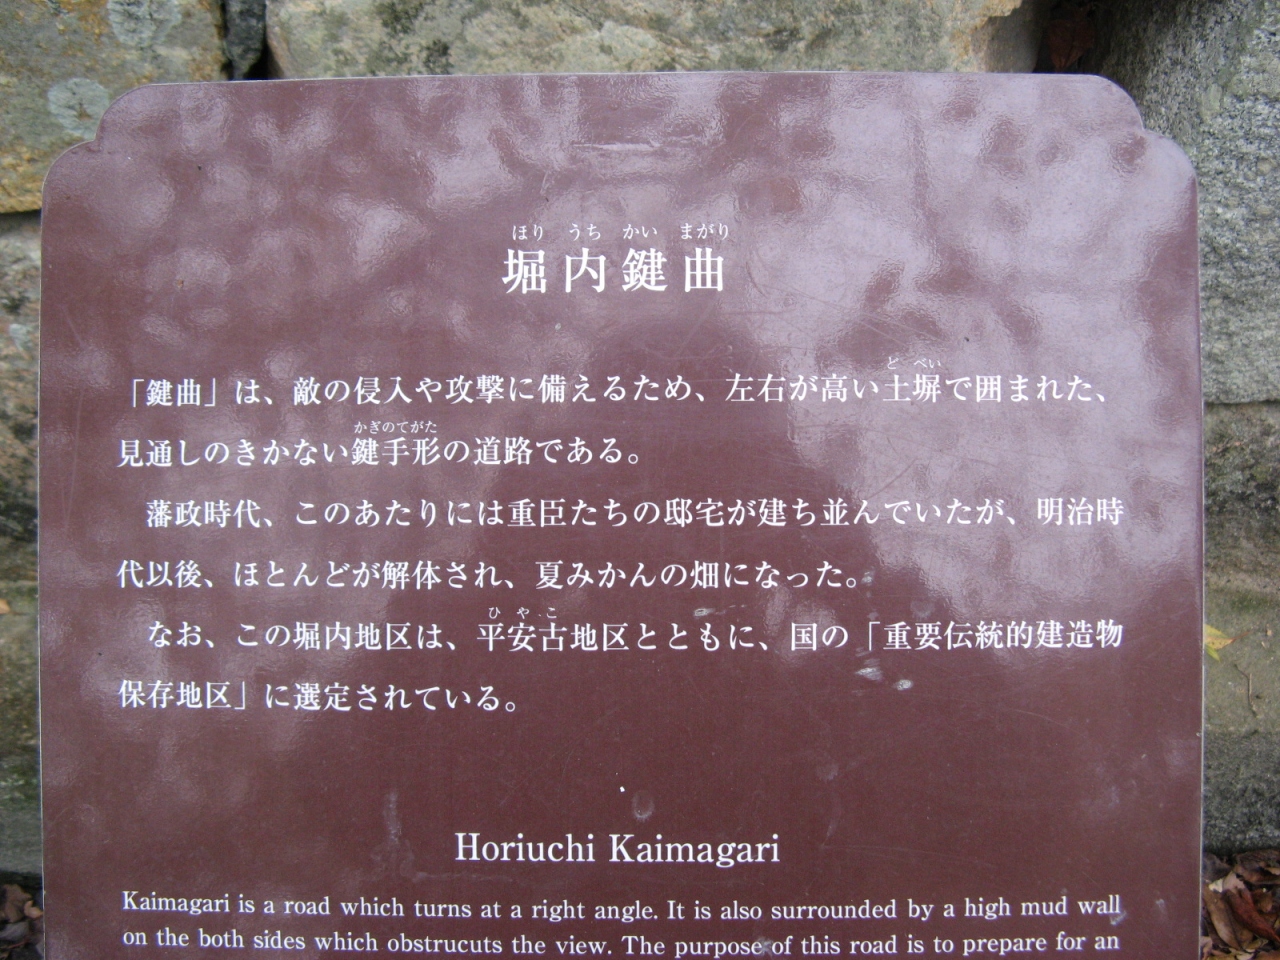 ほり うち かい まがり
堀内鍵曲
ど べい
「鍵曲」は、敵の侵入や攻撃に備えるため、左右が高い土塀で囲まれた、
かぎのてがた
見通しのきかない鍵手形の道路である。
藩政時代、このあたりには重臣たちの邸宅が建ち並んでいたが、明治時
代以後、ほとんどが解体され、夏みかんの畑になった。
ひ や こ
なお、この堀内地区は、平安古地区とともに、国の「重要伝統的建造物
保存地区」に選定されている。
Horiuchi Kaimagari
Kaimagari is a road which turns at a right angle. It is also surrounded by a high mud wall
on the both sides which obstrucuts the view. The purpose of this road is to prepare for an